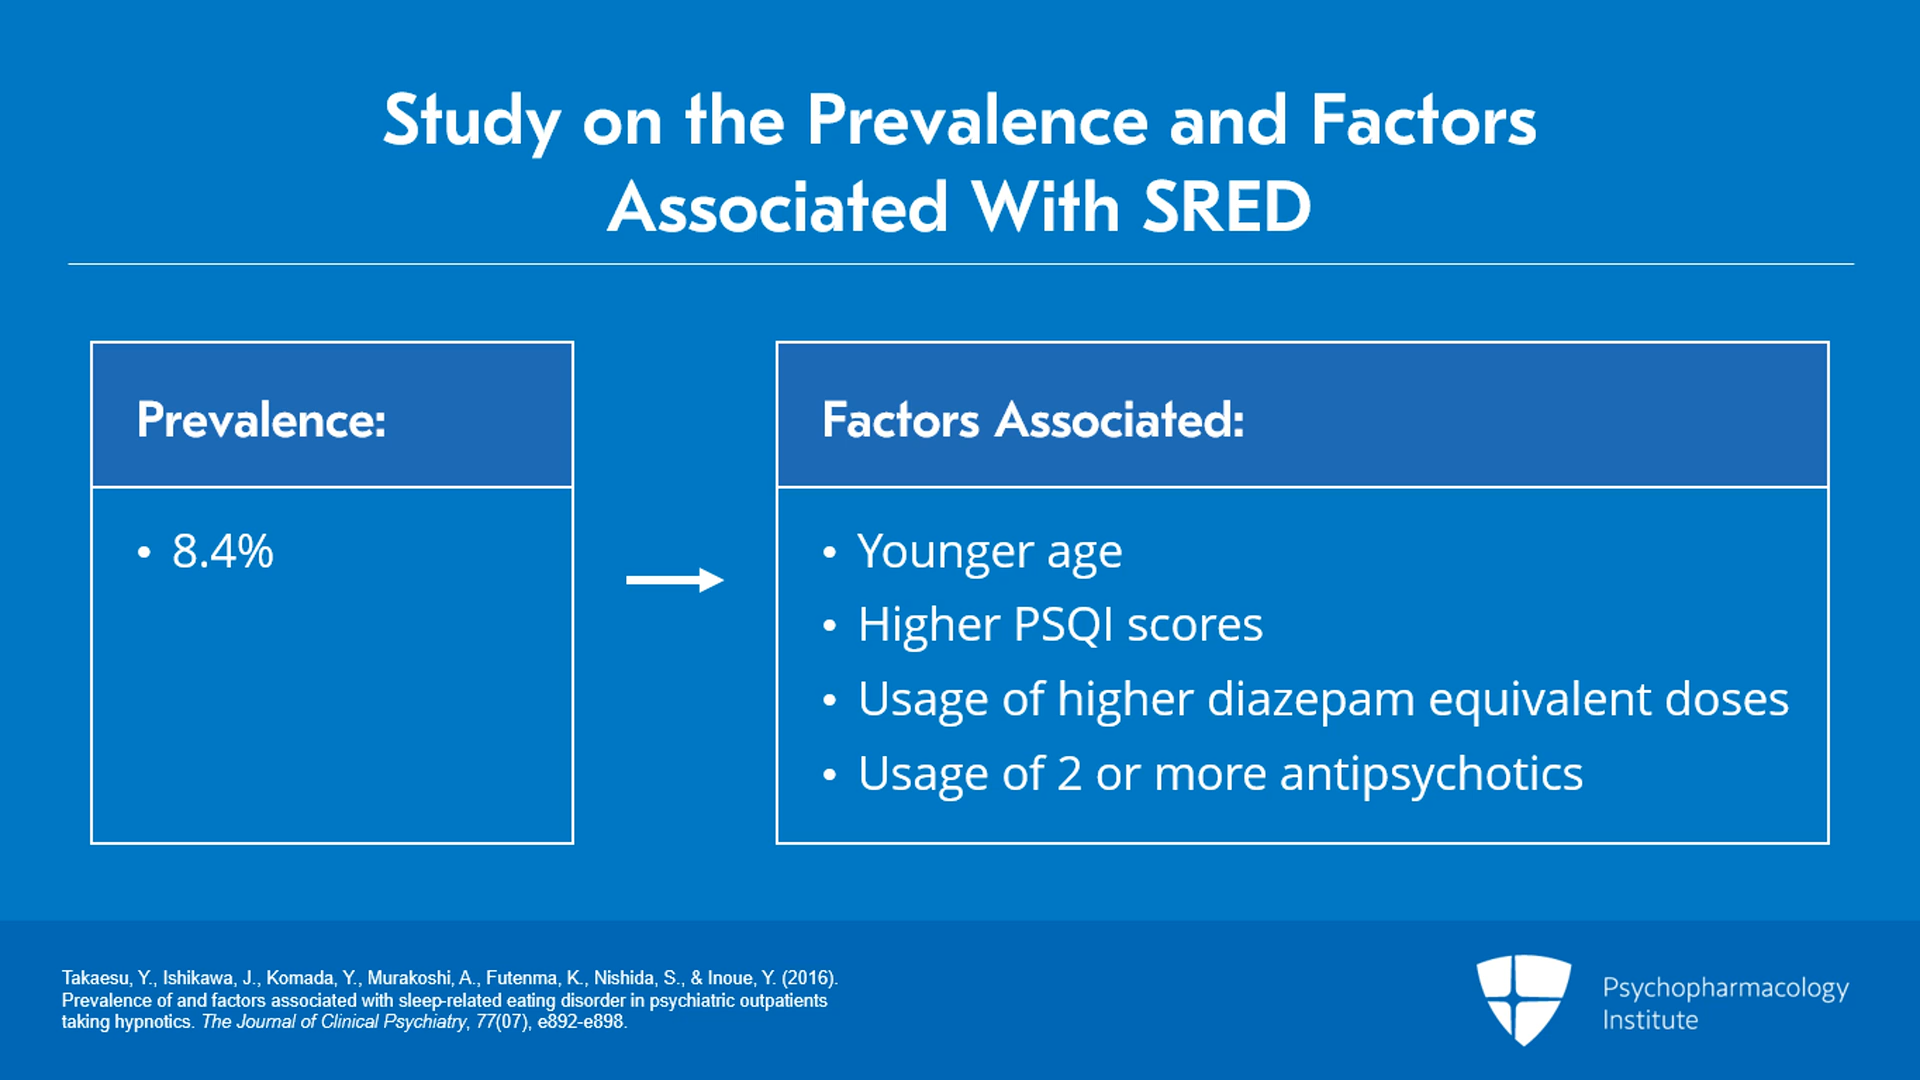 Study on the Prevalence and Factors
Associated With SRED
Prevalence:
• 8.4%
Factors Associated:
• Younger age
• Higher PSQI scores
• Usage of higher diazepam equivalent doses
• Usage of 2 or more antipsychotics
Takaesu, Y., Ishikawa, J., Komada, Y., Murakoshi, A., Futenma, K., Nishida, S., & Inoue, Y. (2016).
Prevalence of and factors associated with sleep-related eating disorder in psychiatric outpatients
taking hypnotics. The Journal of Clinical Psychiatry, 77(07), e892-e898.
Psychopharmacology
Institute